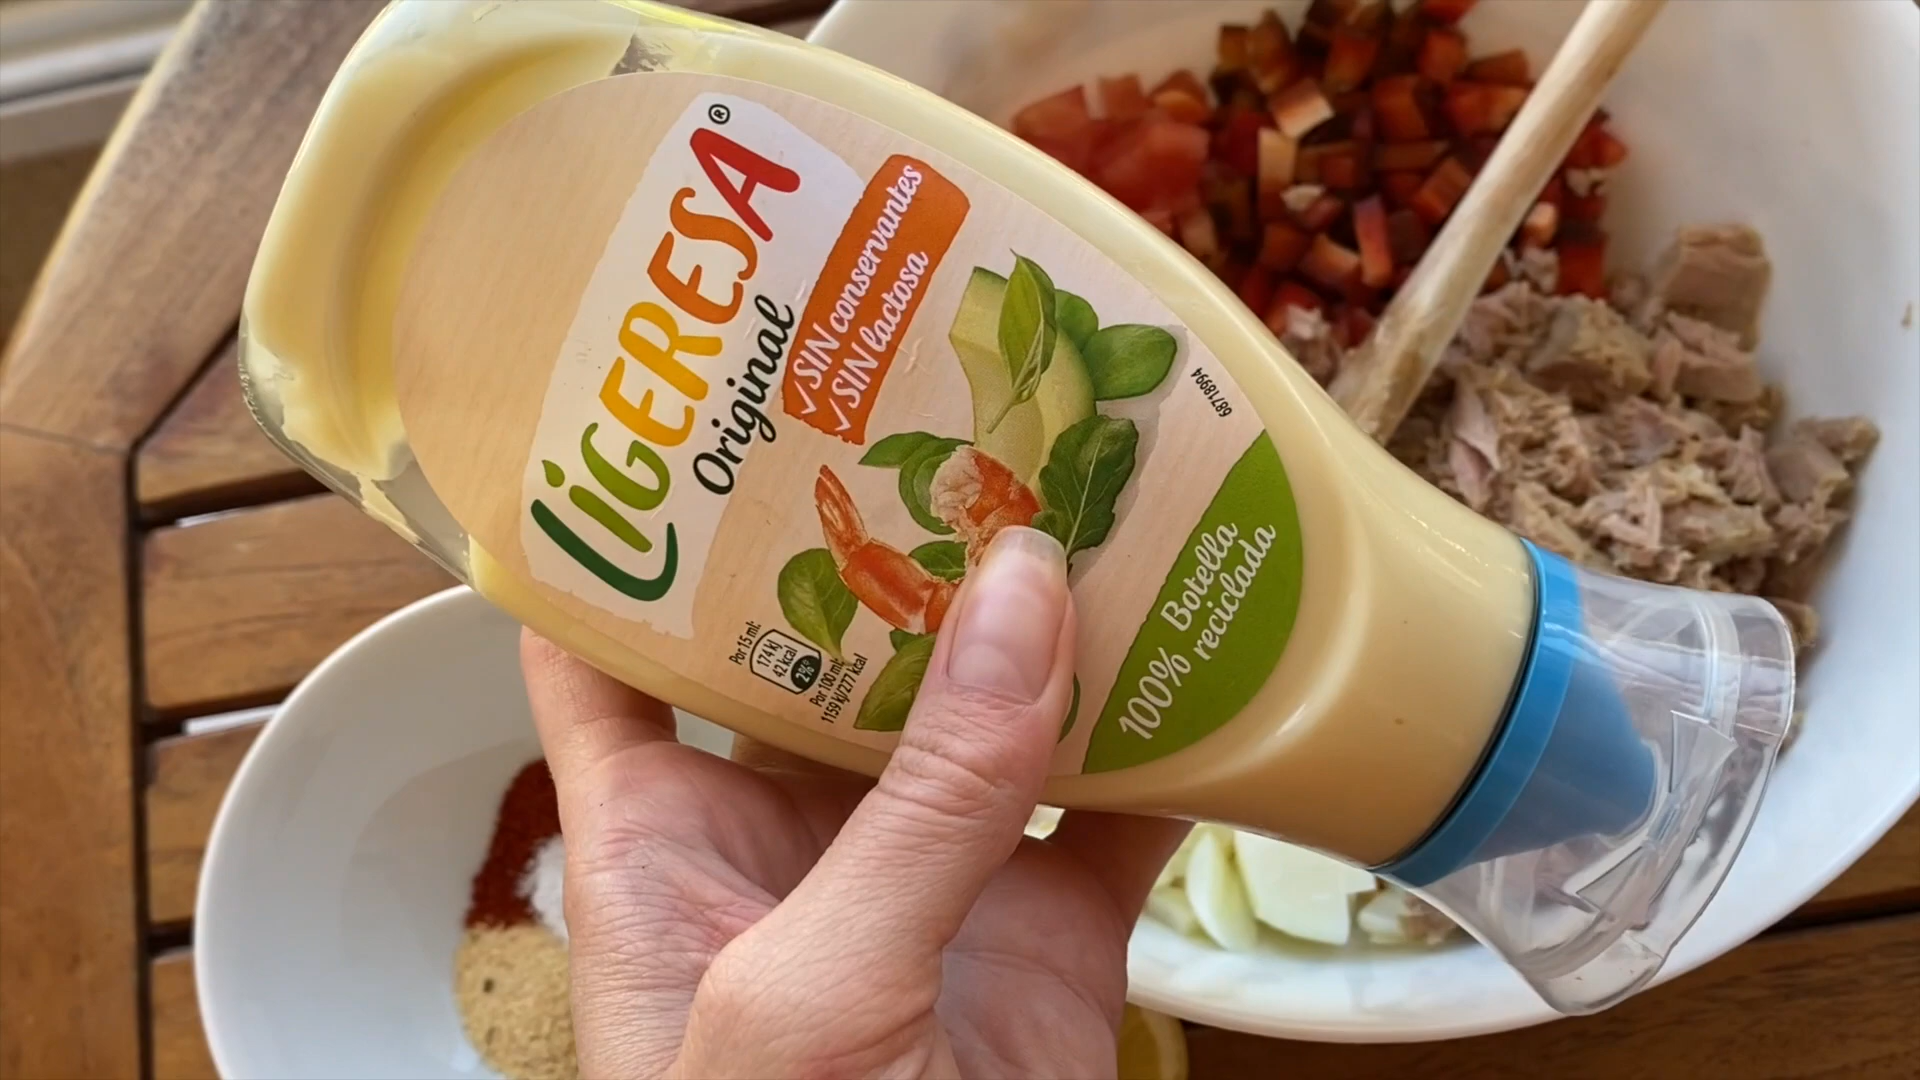 LiGERESA®
Original
✓SIN conservantes
✓SIN lactosa
68718994
Por 15 ml:
174 kJ
42 kcal
2%*
Por 100 ml:
1159 kJ/277 kcal
100% Botella
reciclada